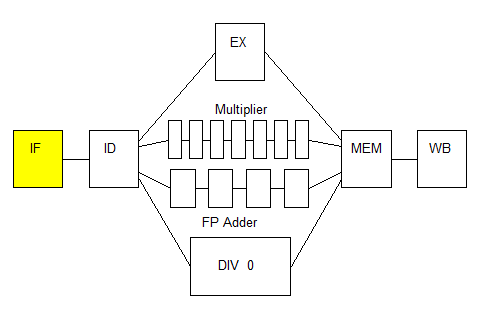 EX
Multiplier
IF
ID
MEM
WB
FP Adder
DIV 0